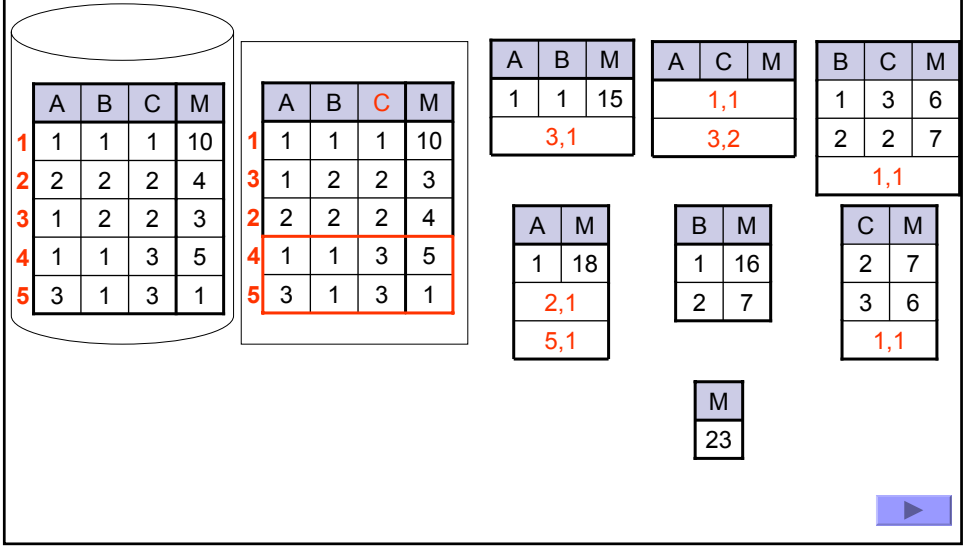 A B C M
1 1 1 1 10
2 2 2 2 4
3 1 2 2 3
4 1 1 3 5
5 3 1 3 1
A B C M
1 1 1 1 10
3 1 2 2 3
2 2 2 2 4
4 1 1 3 5
5 3 1 3 1
A B M
1 1 15
3,1
A C M
1,1
3,2
B C M
1 3 6
2 2 7
1,1
A M
1 18
2,1
5,1
B M
1 16
2 7
C M
2 7
3 6
1,1
M
23